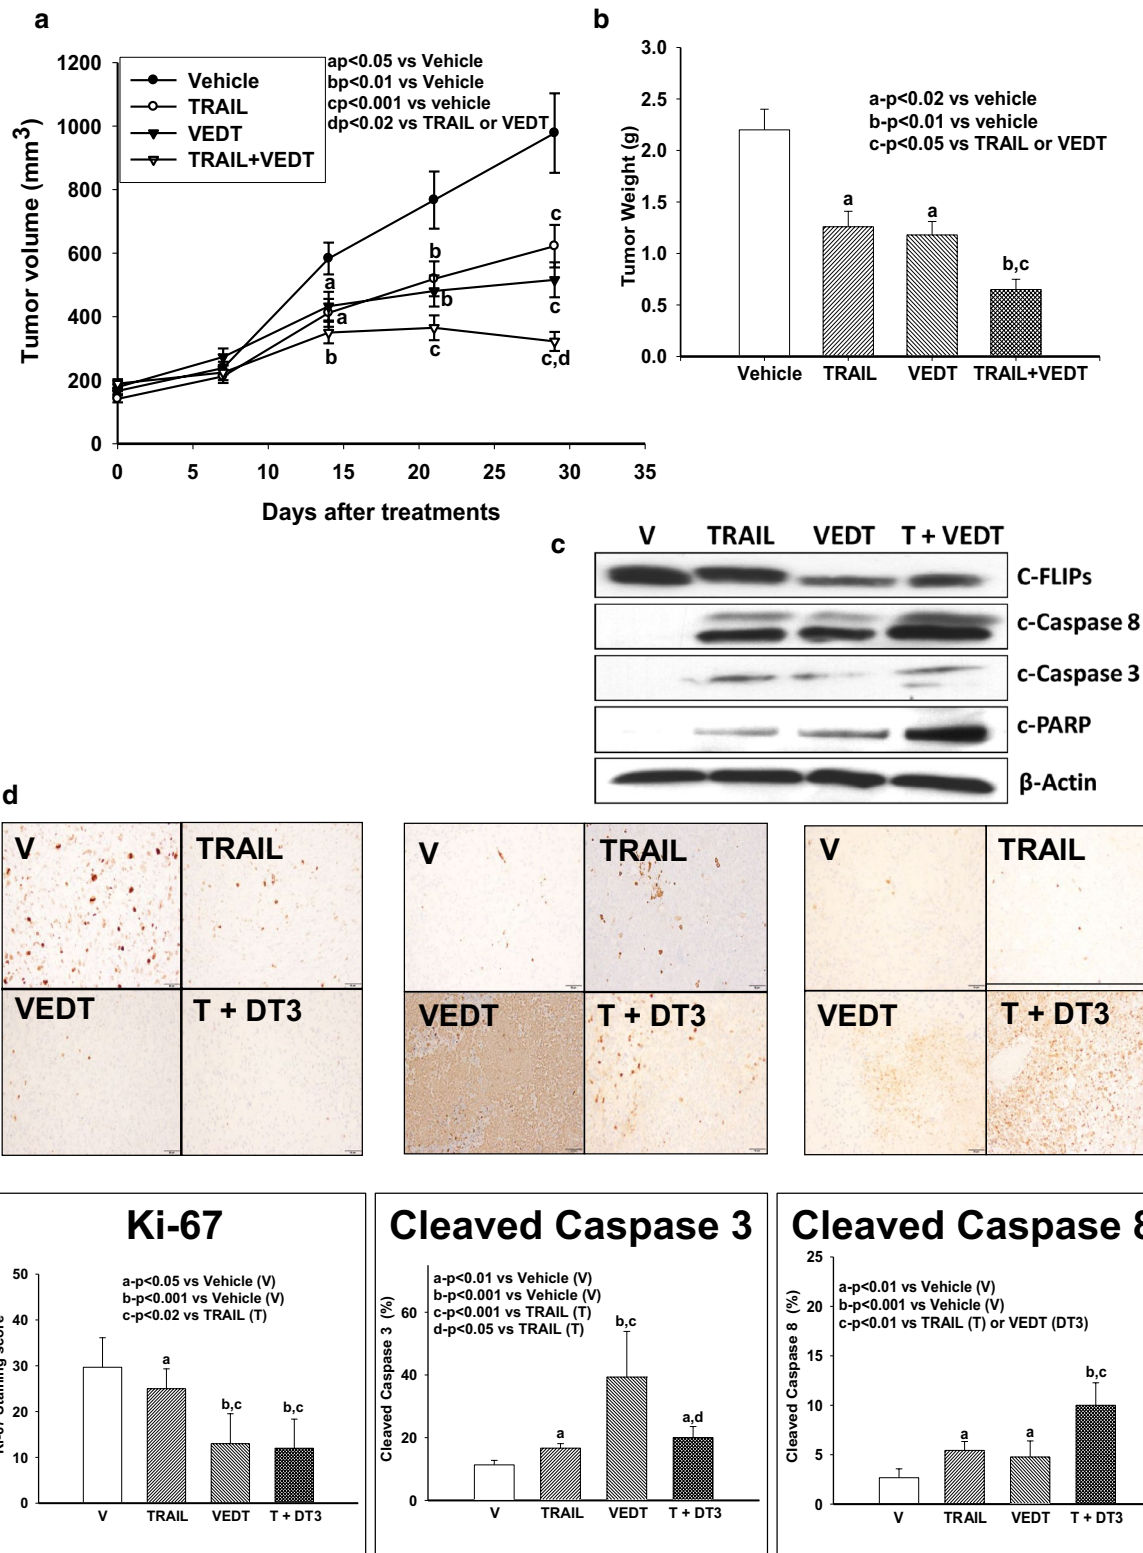 a
1200
1000
800
600
400
200
0
Tumor volume (mm3)
Vehicle
TRAIL
VEDT
TRAIL+VEDT
ap<0.05 vs Vehicle
bp<0.01 vs Vehicle
cp<0.001 vs vehicle
dp<0.02 vs TRAIL or VEDT
a
a
b
b
b
c
c
c
c,d
0 5 10 15 20 25 30 35
Days after treatments
b
3.0
2.5
2.0
1.5
1.0
0.5
0.0
Tumor Weight (g)
a-p<0.02 vs vehicle
b-p<0.01 vs vehicle
c-p<0.05 vs TRAIL or VEDT
a
a
b,c
Vehicle TRAIL VEDT TRAIL+VEDT
c
V TRAIL VEDT T + VEDT
C-FLIPs
c-Caspase 8
c-Caspase 3
c-PARP
β-Actin
d
V TRAIL
VEDT T + DT3
V TRAIL
VEDT T + DT3
V TRAIL
VEDT T + DT3
Ki-67
50
40
30
20
10
0
Ki-67 Staining score
a-p<0.05 vs Vehicle (V)
b-p<0.001 vs Vehicle (V)
c-p<0.02 vs TRAIL (T)
a
b,c
b,c
V TRAIL VEDT T + DT3
Cleaved Caspase 3
60
40
20
0
Cleaved Caspase 3 (%)
a-p<0.01 vs Vehicle (V)
b-p<0.001 vs Vehicle (V)
c-p<0.001 vs TRAIL (T)
d-p<0.05 vs TRAIL (T)
a
b,c
a,d
V TRAIL VEDT T + DT3
Cleaved Caspase 8
25
20
15
10
5
0
Cleaved Caspase 8 (%)
a-p<0.01 vs Vehicle (V)
b-p<0.001 vs Vehicle (V)
c-p<0.01 vs TRAIL (T) or VEDT (DT3)
a
a
b,c
V TRAIL VEDT T + DT3